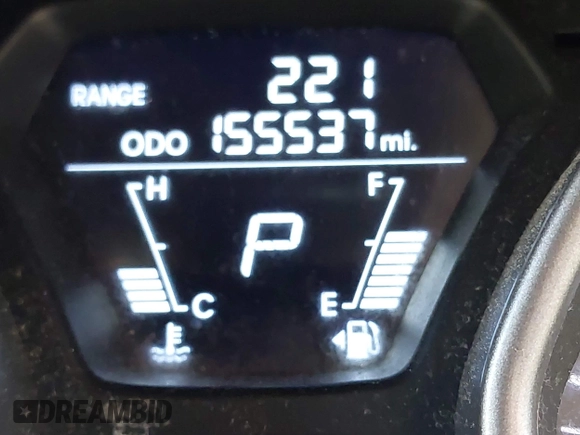 RANGE 221
ODO 155537 mi.
H F
P
C E
DREAMBID